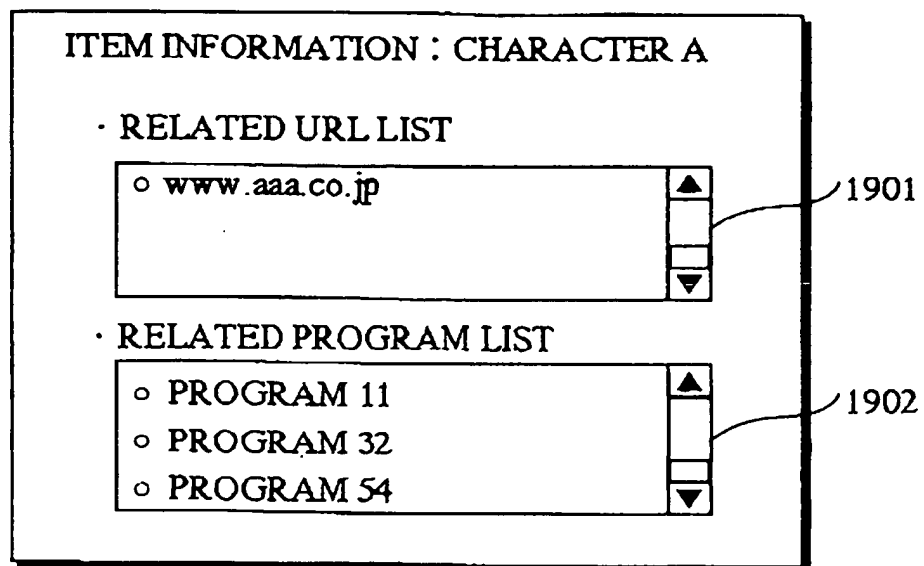 ITEM INFORMATION : CHARACTER A
· RELATED URL LIST
○ www.aaa.co.jp
1901
· RELATED PROGRAM LIST
○ PROGRAM 11
1902
○ PROGRAM 32
○ PROGRAM 54